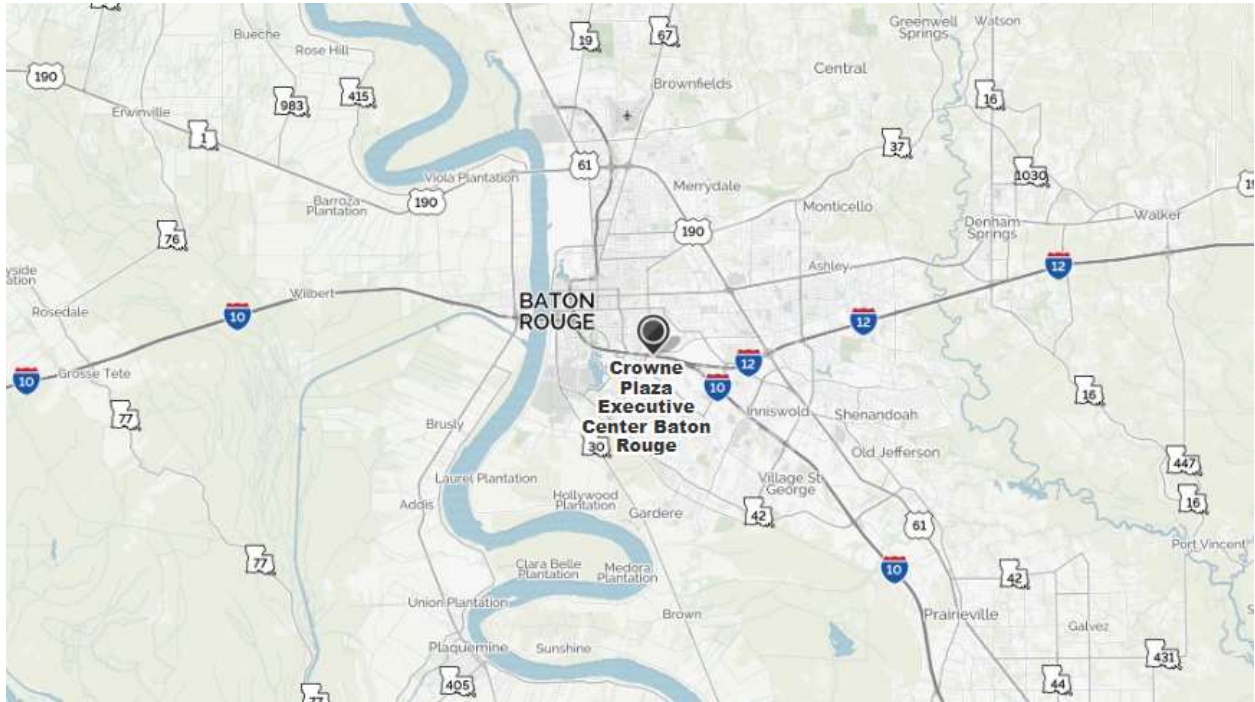 Bueche
Rose Hill
19
67
Greenwell
Springs
Watson
190
983
415
Brownfields
Central
16
Erwinville
1
61
37
Viola Plantation
190
Barroza
Plantation
Merrydale
1030
Monticello
190
Denham
Springs
Walker
76
Ashley
12
Rosedale
10
Wilbert
BATON
ROUGE
12
12
10
Grosse Tete
10
Crowne
Plaza
Executive
Center Baton
Rouge
77
Brusly
30
Inniswold
Shenandoah
16
Old Jefferson
447
Laurel Plantation
Village St.
George
Addis
Hollywood
Plantation
Gardere
42
61
16
Port Vincent
77
Clara Belle
Plantation
Medora
Plantation
10
42
Union Plantation
Brown
Prairieville
Galvez
Plaquemine
Sunshine
431
405
44
77